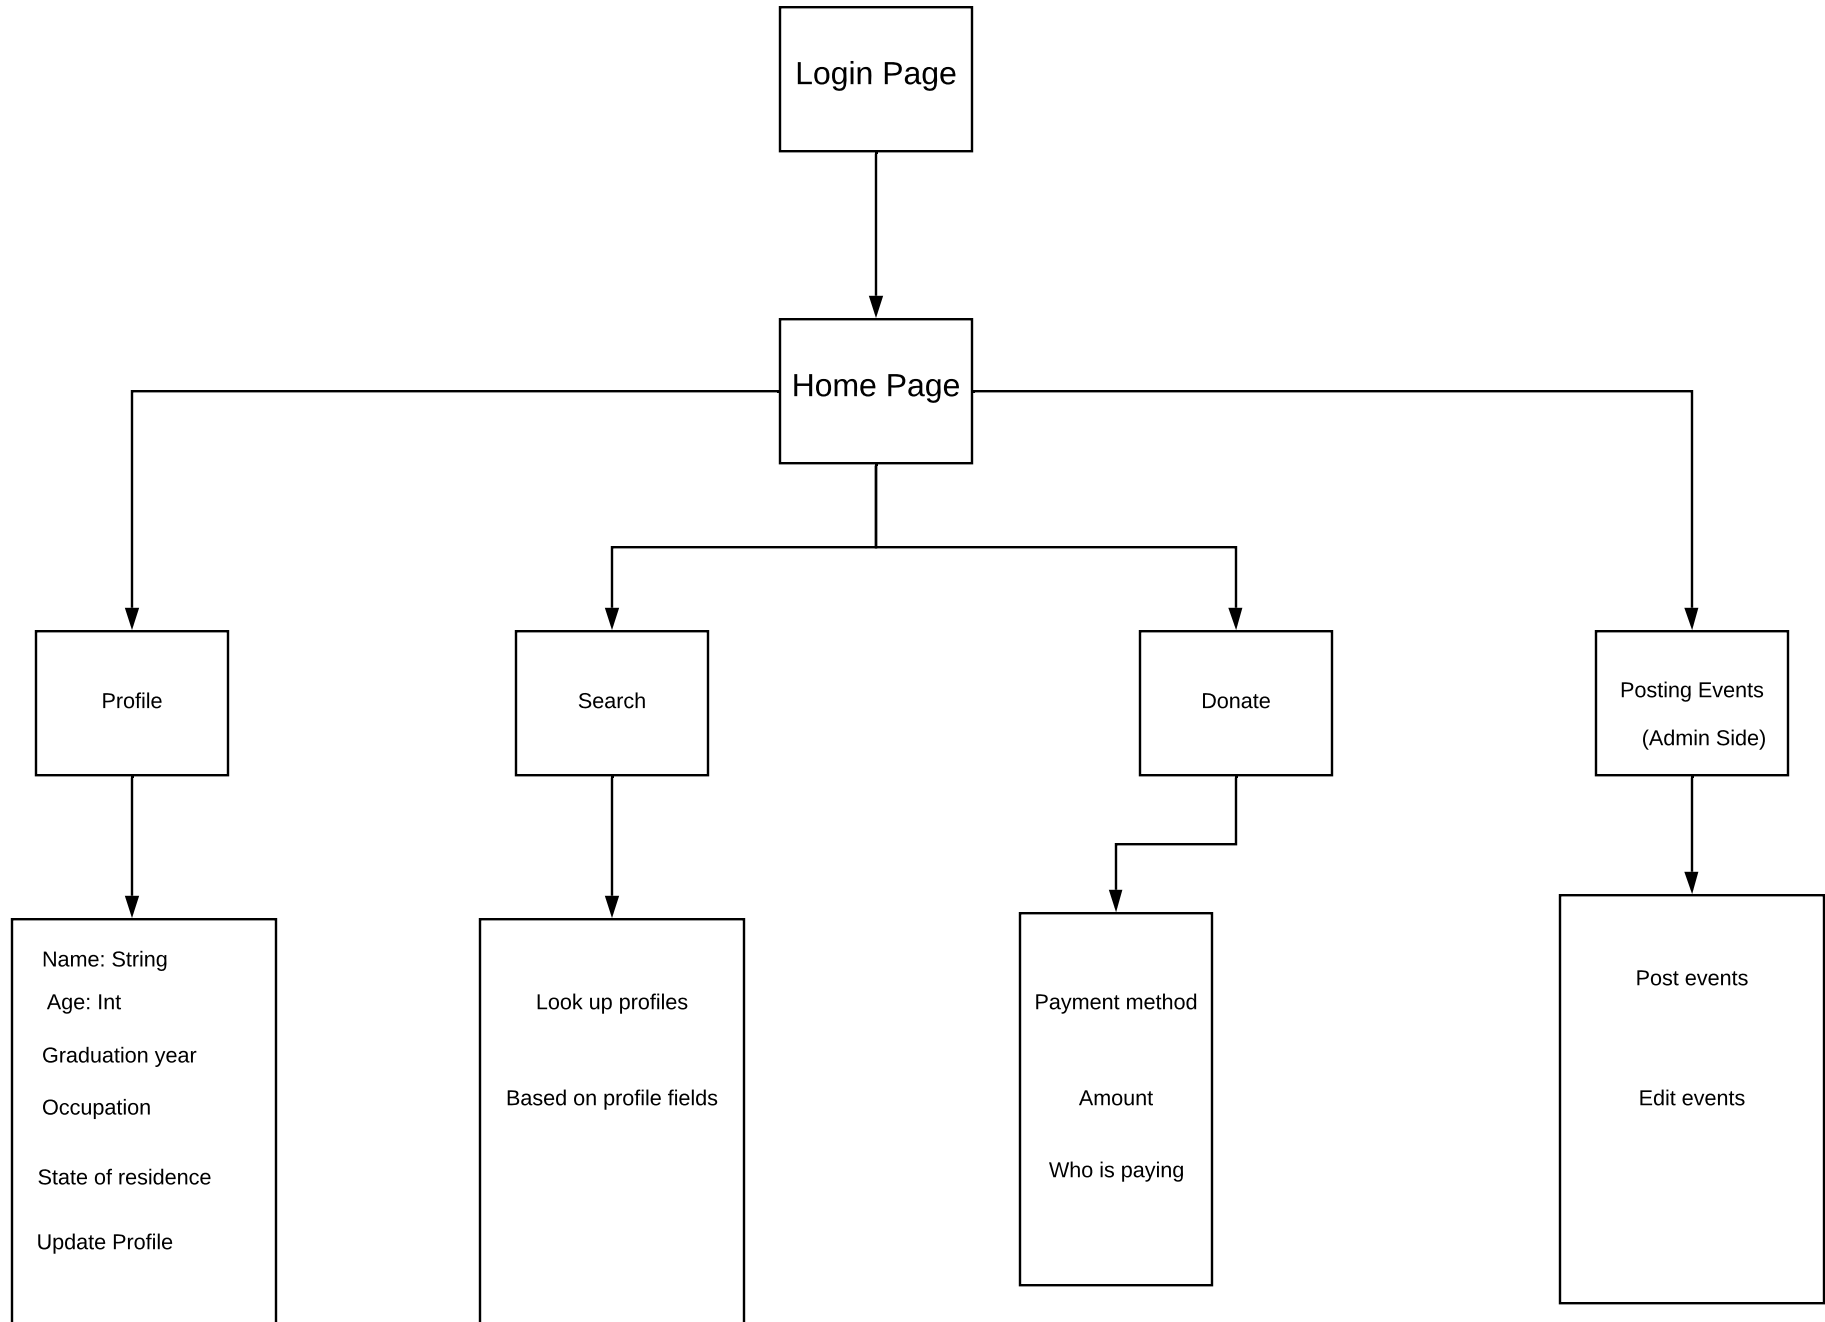 Login Page
Home Page
Profile
Search
Donate
Posting Events
(Admin Side)
Name: String
Age: Int
Graduation year
Occupation
State of residence
Update Profile
Look up profiles
Based on profile fields
Payment method
Amount
Who is paying
Post events
Edit events